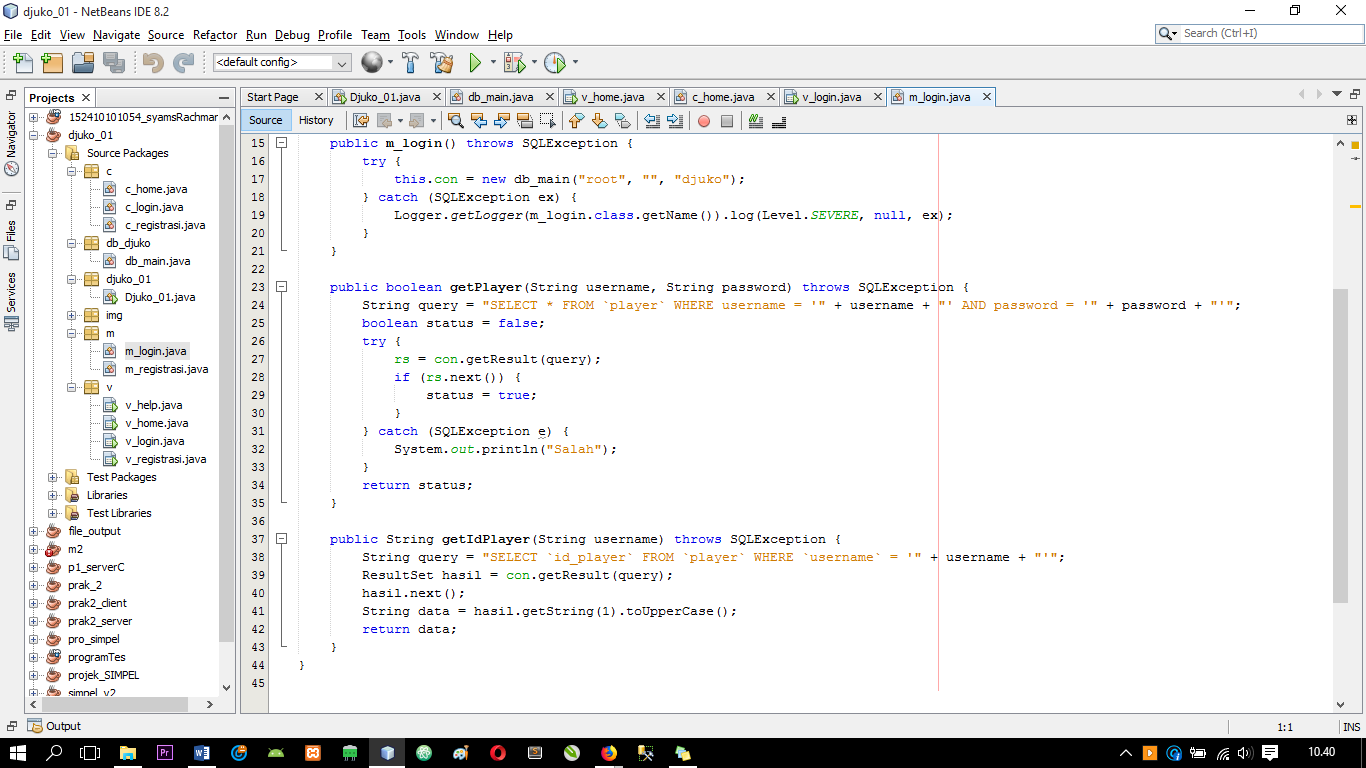 djuko_01 - NetBeans IDE 8.2
File Edit View Navigate Source Refactor Run Debug Profile Team Tools Window Help
Search (Ctrl+I)
<default config>
Projects
Start Page Djuko_01.java db_main.java v_home.java c_home.java v_login.java m_login.java
Source History
Navigator
Files
Services
152410101054_syamsRachmar
djuko_01
Source Packages
c
c_home.java
c_login.java
c_registrasi.java
db_djuko
db_main.java
djuko_01
Djuko_01.java
img
m
m_login.java
m_registrasi.java
v
v_help.java
v_home.java
v_login.java
v_registrasi.java
Test Packages
Libraries
Test Libraries
file_output
m2
p1_serverC
prak_2
prak2_client
prak2_server
pro_simpel
programTes
projek_SIMPEL
simpel_v2
15 public m_login() throws SQLException {
16 try {
17 this.con = new db_main("root", "", "djuko");
18 } catch (SQLException ex) {
19 Logger.getLogger(m_login.class.getName()).log(Level.SEVERE, null, ex);
20 }
21 }
22
23 public boolean getPlayer(String username, String password) throws SQLException {
24 String query = "SELECT * FROM `player` WHERE username = '" + username + "' AND password = '" + password + "'";
25 boolean status = false;
26 try {
27 rs = con.getResult(query);
28 if (rs.next()) {
29 status = true;
30 }
31 } catch (SQLException e) {
32 System.out.println("Salah");
33 }
34 return status;
35 }
36
37 public String getIdPlayer(String username) throws SQLException {
38 String query = "SELECT `id_player` FROM `player` WHERE `username` = '" + username + "'";
39 ResultSet hasil = con.getResult(query);
40 hasil.next();
41 String data = hasil.getString(1).toUpperCase();
42 return data;
43 }
44 }
45
Output
1:1 INS
10.40